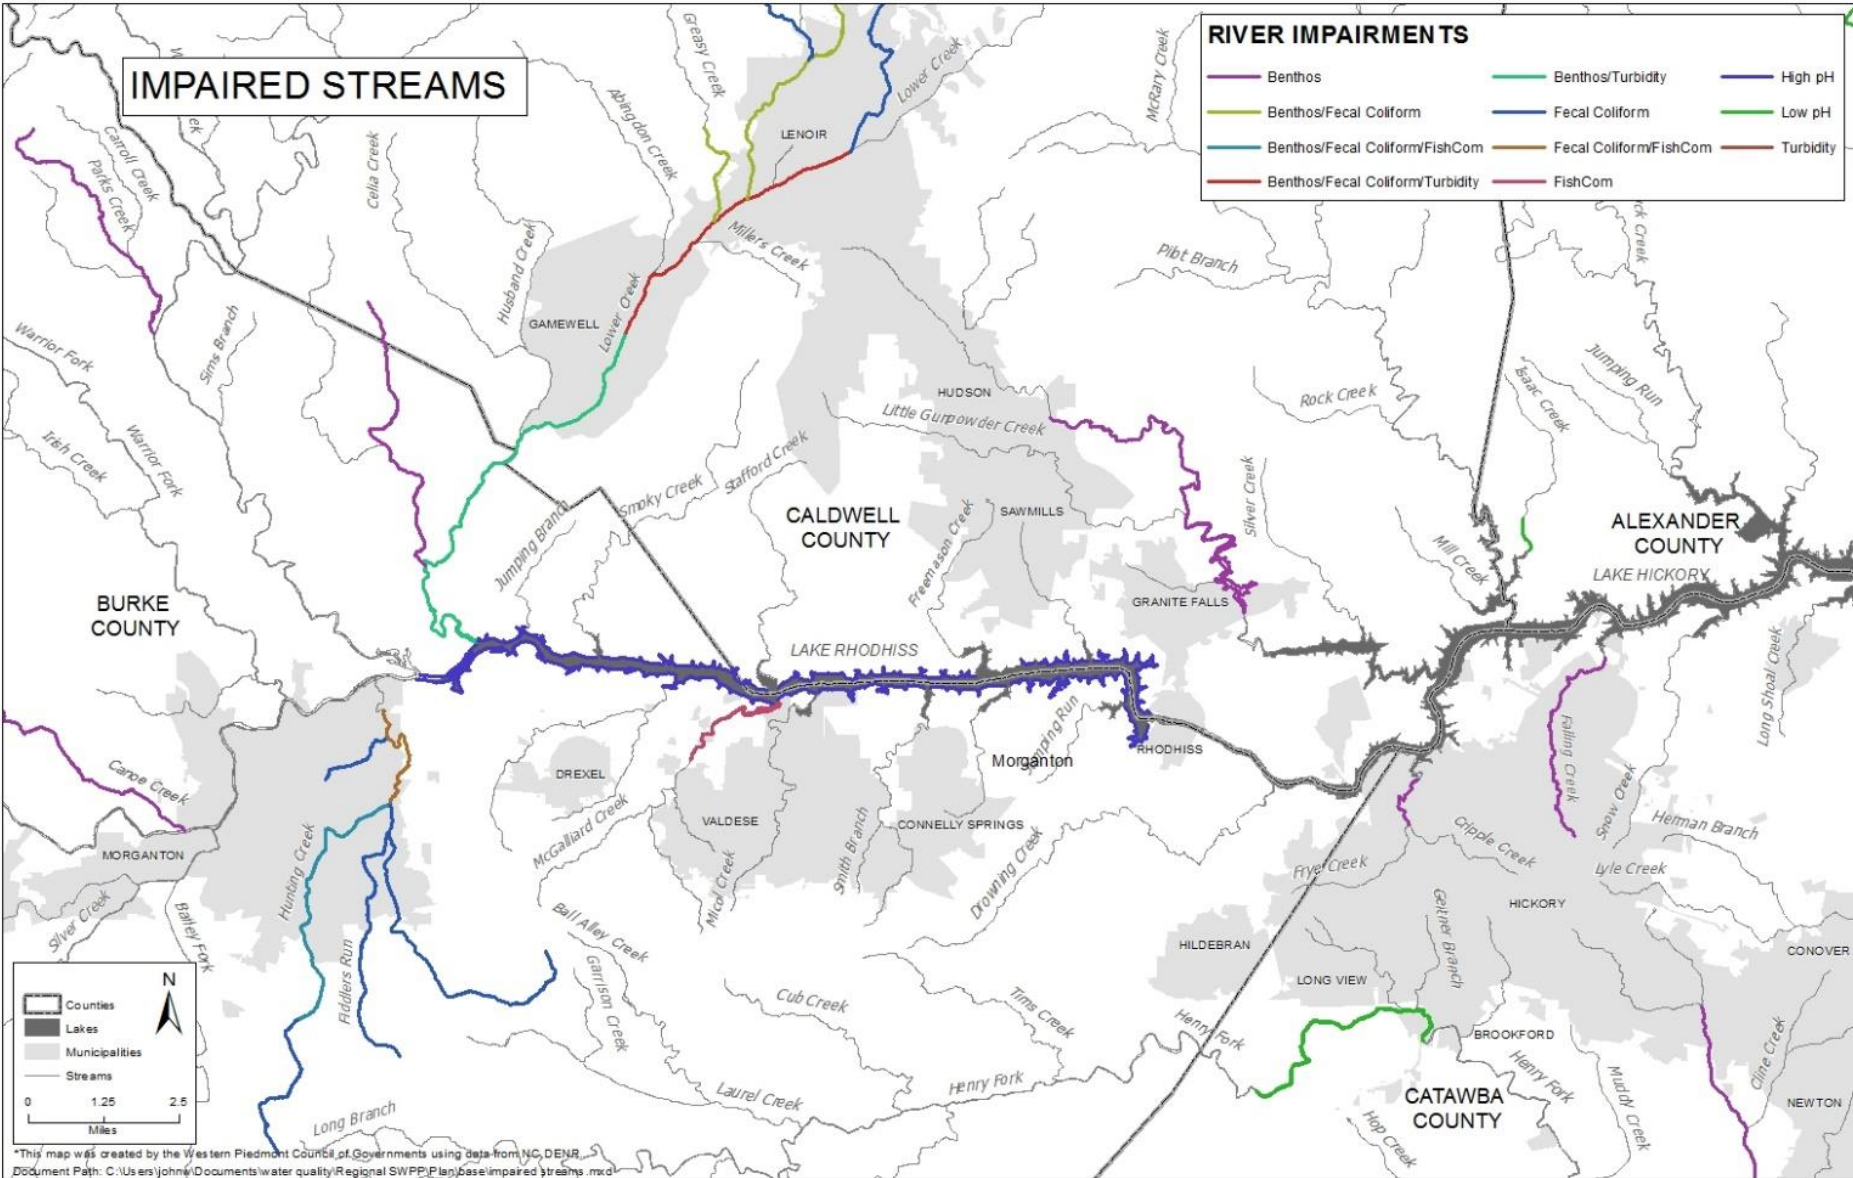 IMPAIRED STREAMS
RIVER IMPAIRMENTS
Benthos
Benthos/Fecal Coliform
Benthos/Fecal Coliform/FishCom
Benthos/Fecal Coliform/Turbidity
Benthos/Turbidity
Fecal Coliform
Fecal Coliform/FishCom
FishCom
High pH
Low pH
Turbidity
Greasy Creek
Lower Creek
McRary Creek
Abingdon Creek
LENOIR
Carroll Creek
Parks Creek
Celia Creek
Husband Creek
Millers Creek
Pibt Branch
Sims Branch
Warrior Fork
GAMEWELL
Lower Creek
HUDSON
Little Gunpowder Creek
Rock Creek
Isaac Creek
Jumping Run
Irish Creek
Warrior Fork
Stafford Creek
Smoky Creek
Jumping Branch
CALDWELL
COUNTY
SAWMILLS
Freemason Creek
Silver Creek
Mill Creek
ALEXANDER
COUNTY
LAKE HICKORY
BURKE
COUNTY
GRANITE FALLS
LAKE RHODHISS
Long Shoal Creek
Jumping Run
RHODHISS
Morganton
Falling Creek
Snow Creek
Canoe Creek
DREXEL
VALDESE
CONNELLY SPRINGS
McGalliard Creek
Smith Branch
Micol Creek
Drowning Creek
MORGANTON
Hunting Creek
Silver Creek
Bailey Fork
Fiddlers Run
Cripple Creek
Herman Branch
Frye Creek
Lyle Creek
HICKORY
Geitner Branch
HILDEBRAN
LONG VIEW
CONOVER
Ball Alley Creek
Garrison Creek
Cub Creek
Tims Creek
Henry Fork
BROOKFORD
Henry Fork
Muddy Creek
Cline Creek
NEWTON
Laurel Creek
Henry Fork
CATAWBA
COUNTY
Hop Creek
Long Branch
N
Counties
Lakes
Municipalities
Streams
0 1.25 2.5
Miles
*This map was created by the Western Piedmont Council of Governments using data from NC DENR.
Document Path: C:\Users\johnw\Documents\water quality\Regional SWPP\Plan\base\impaired streams.mxd